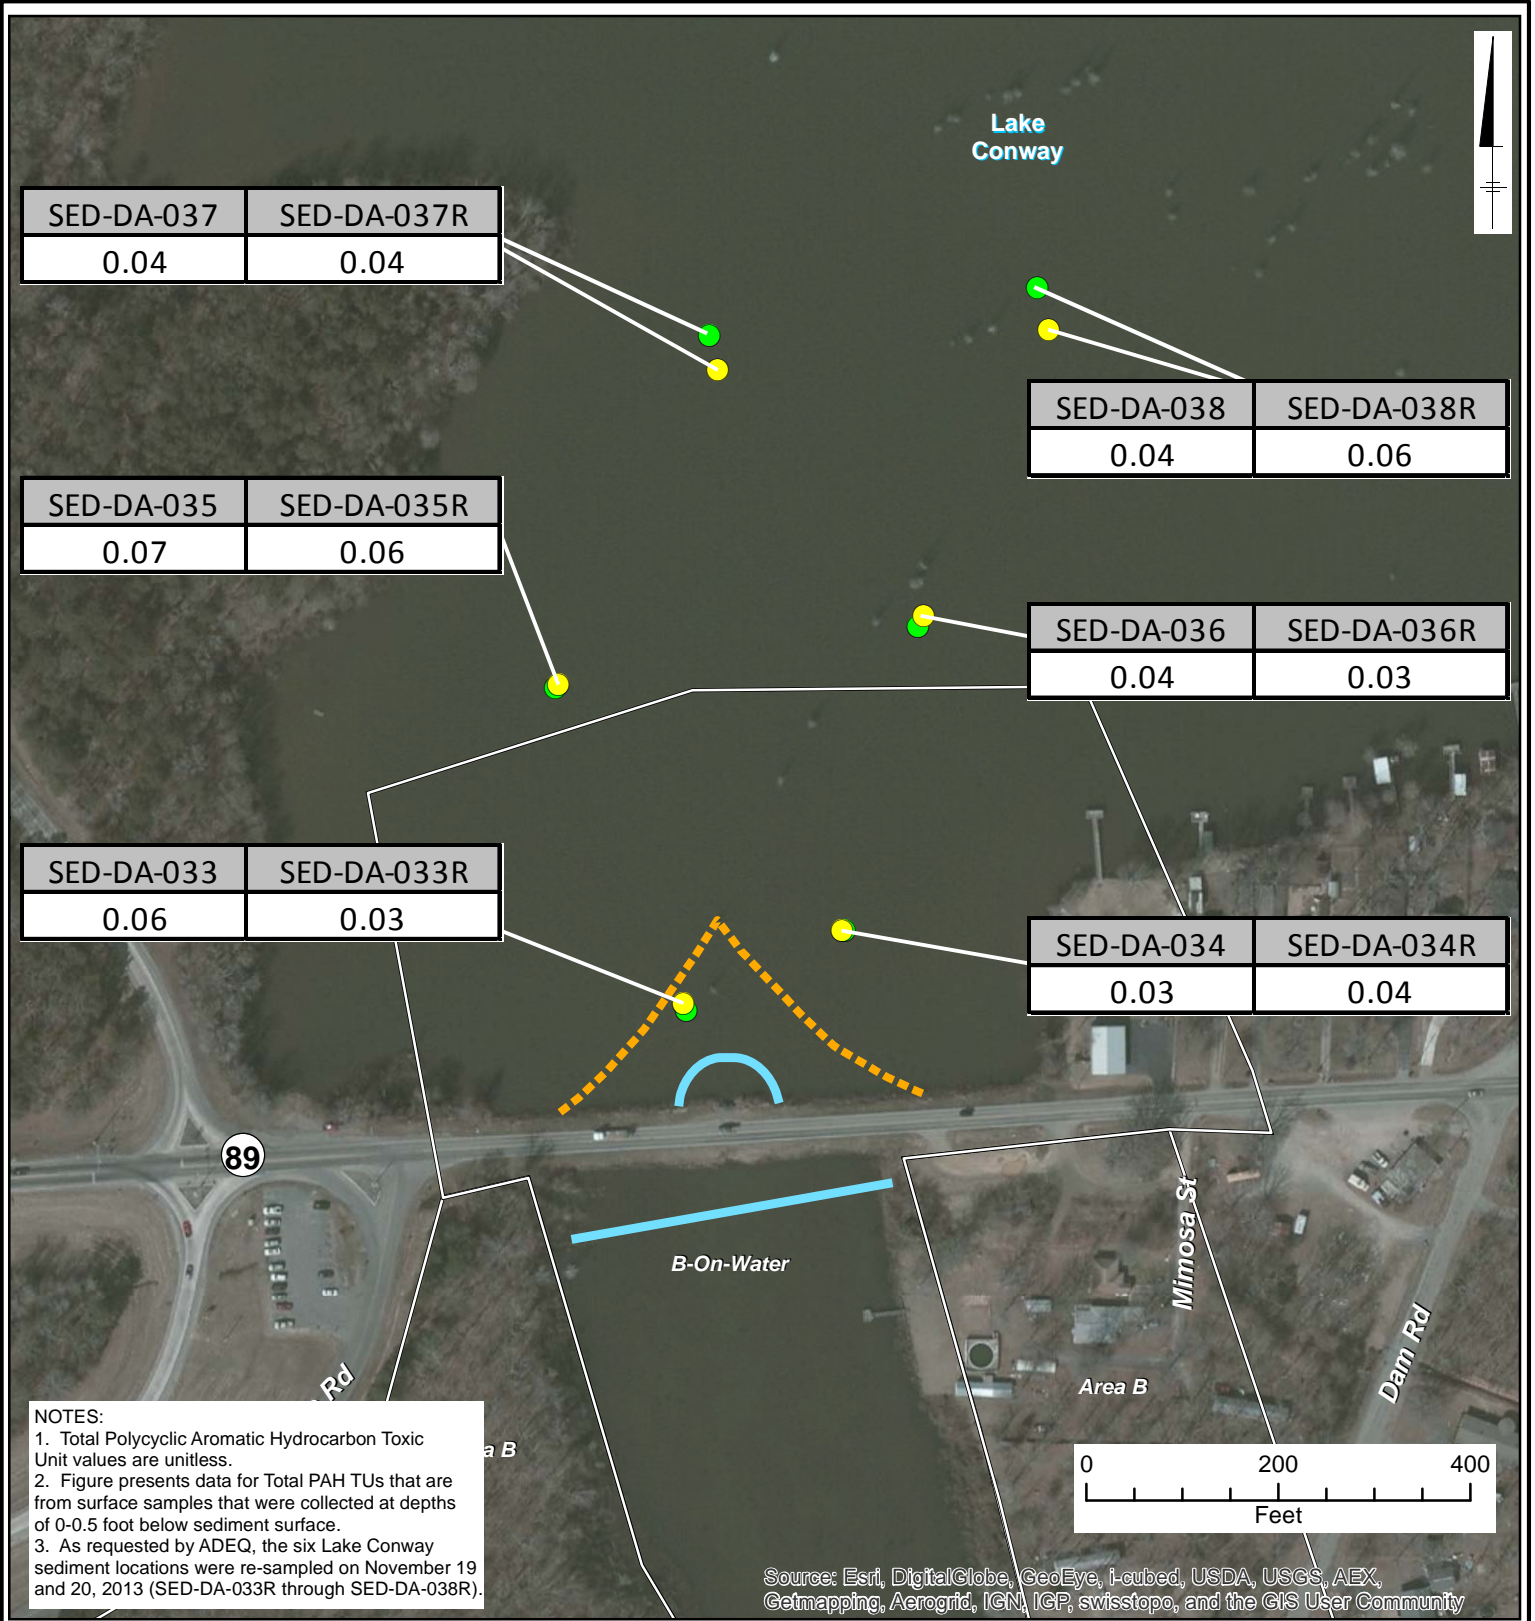 Lake
Conway
SED-DA-037 SED-DA-037R
0.04 0.04
SED-DA-038 SED-DA-038R
0.04 0.06
SED-DA-035 SED-DA-035R
0.07 0.06
SED-DA-036 SED-DA-036R
0.04 0.03
SED-DA-033 SED-DA-033R
0.06 0.03
SED-DA-034 SED-DA-034R
0.03 0.04
89
B-On-Water
Mimosa St
Dam Rd
Area B
Rd
a B
NOTES:
1. Total Polycyclic Aromatic Hydrocarbon Toxic
Unit values are unitless.
2. Figure presents data for Total PAH TUs that are
from surface samples that were collected at depths
of 0-0.5 foot below sediment surface.
3. As requested by ADEQ, the six Lake Conway
sediment locations were re-sampled on November 19
and 20, 2013 (SED-DA-033R through SED-DA-038R).
0 200 400
Feet
Source: Esri, DigitalGlobe, GeoEye, i-cubed, USDA, USGS, AEX,
Getmapping, Aerogrid, IGN, IGP, swisstopo, and the GIS User Community